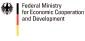 Federal Ministry
for Economic Cooperation
and Development